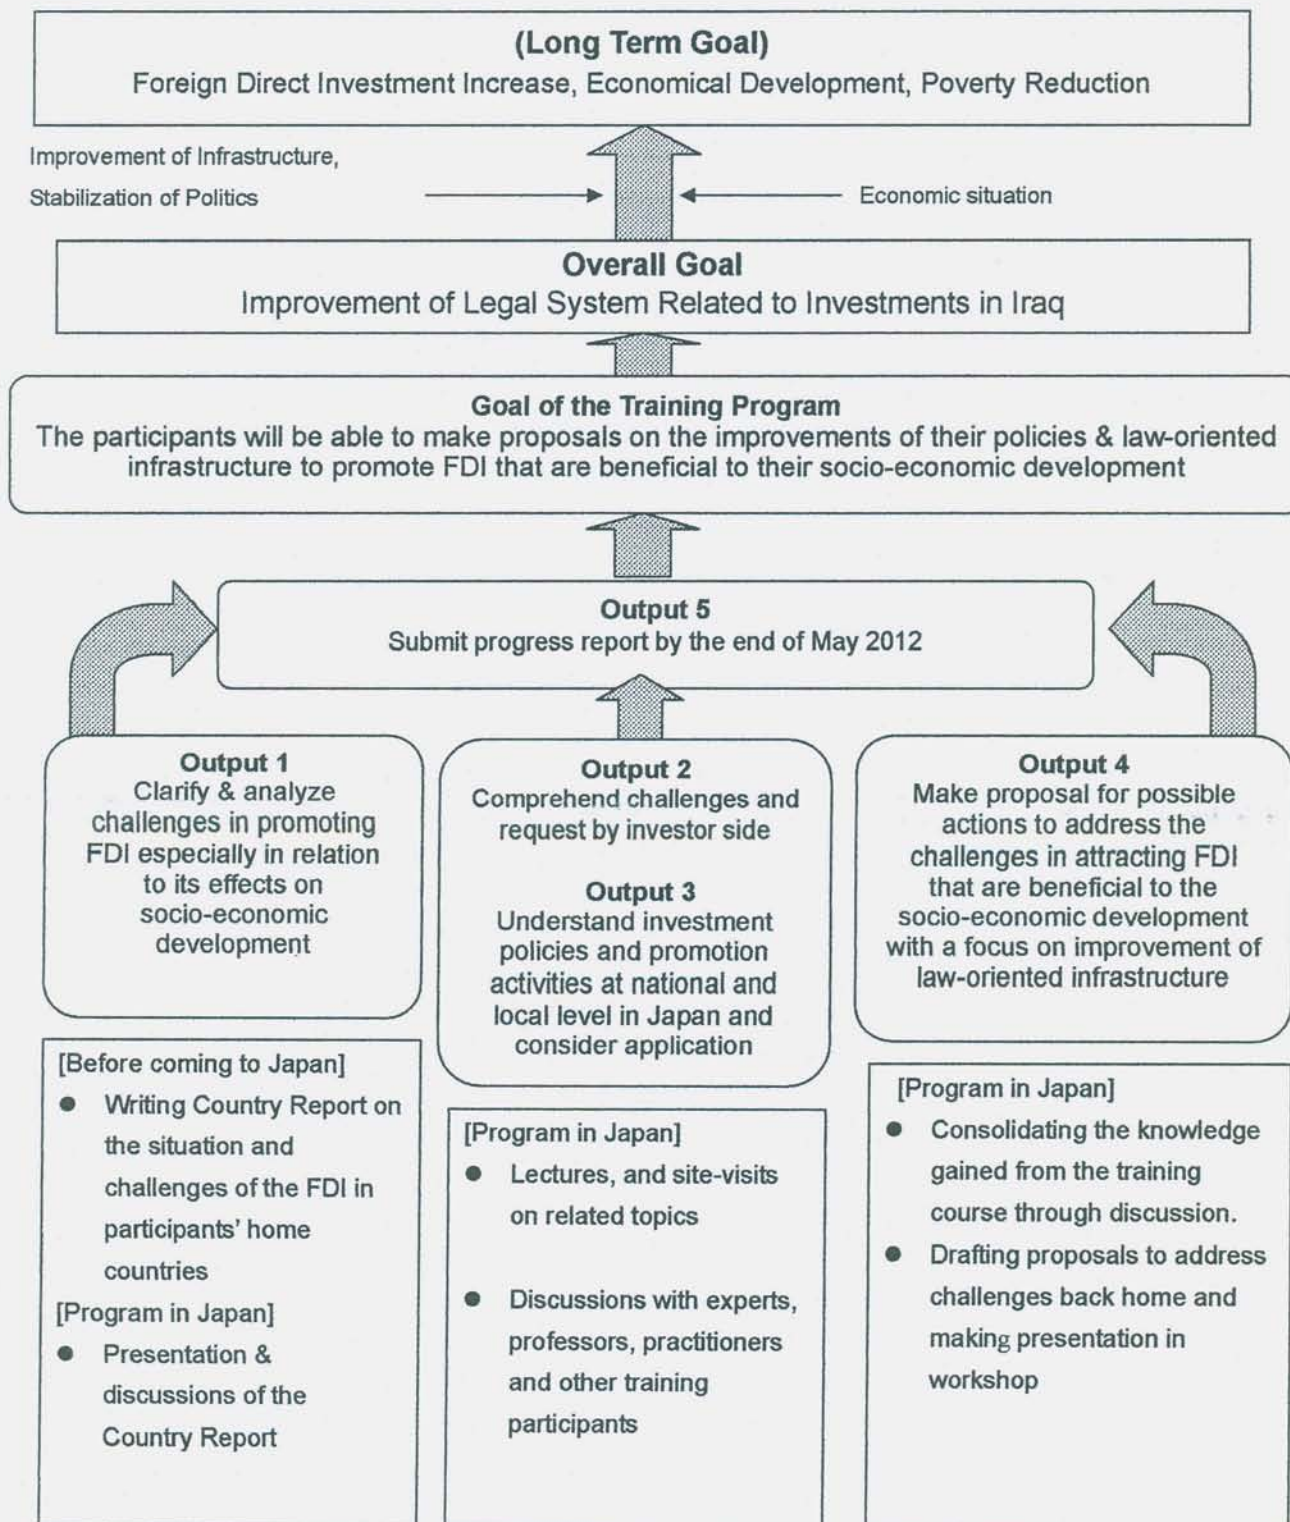 (Long Term Goal)
Foreign Direct Investment Increase, Economical Development, Poverty Reduction
Improvement of Infrastructure,
Stabilization of Politics
Economic situation
Overall Goal
Improvement of Legal System Related to Investments in Iraq
Goal of the Training Program
The participants will be able to make proposals on the improvements of their policies & law-oriented
infrastructure to promote FDI that are beneficial to their socio-economic development
Output 5
Submit progress report by the end of May 2012
Output 1
Clarify & analyze
challenges in promoting
FDI especially in relation
to its effects on
socio-economic
development
Output 2
Comprehend challenges and
request by investor side
Output 3
Understand investment
policies and promotion
activities at national and
local level in Japan and
consider application
Output 4
Make proposal for possible
actions to address the
challenges in attracting FDI
that are beneficial to the
socio-economic development
with a focus on improvement of
law-oriented infrastructure
[Before coming to Japan]
● Writing Country Report on
the situation and
challenges of the FDI in
participants' home
countries
[Program in Japan]
● Presentation &
discussions of the
Country Report
[Program in Japan]
● Lectures, and site-visits
on related topics
● Discussions with experts,
professors, practitioners
and other training
participants
[Program in Japan]
● Consolidating the knowledge
gained from the training
course through discussion.
● Drafting proposals to address
challenges back home and
making presentation in
workshop